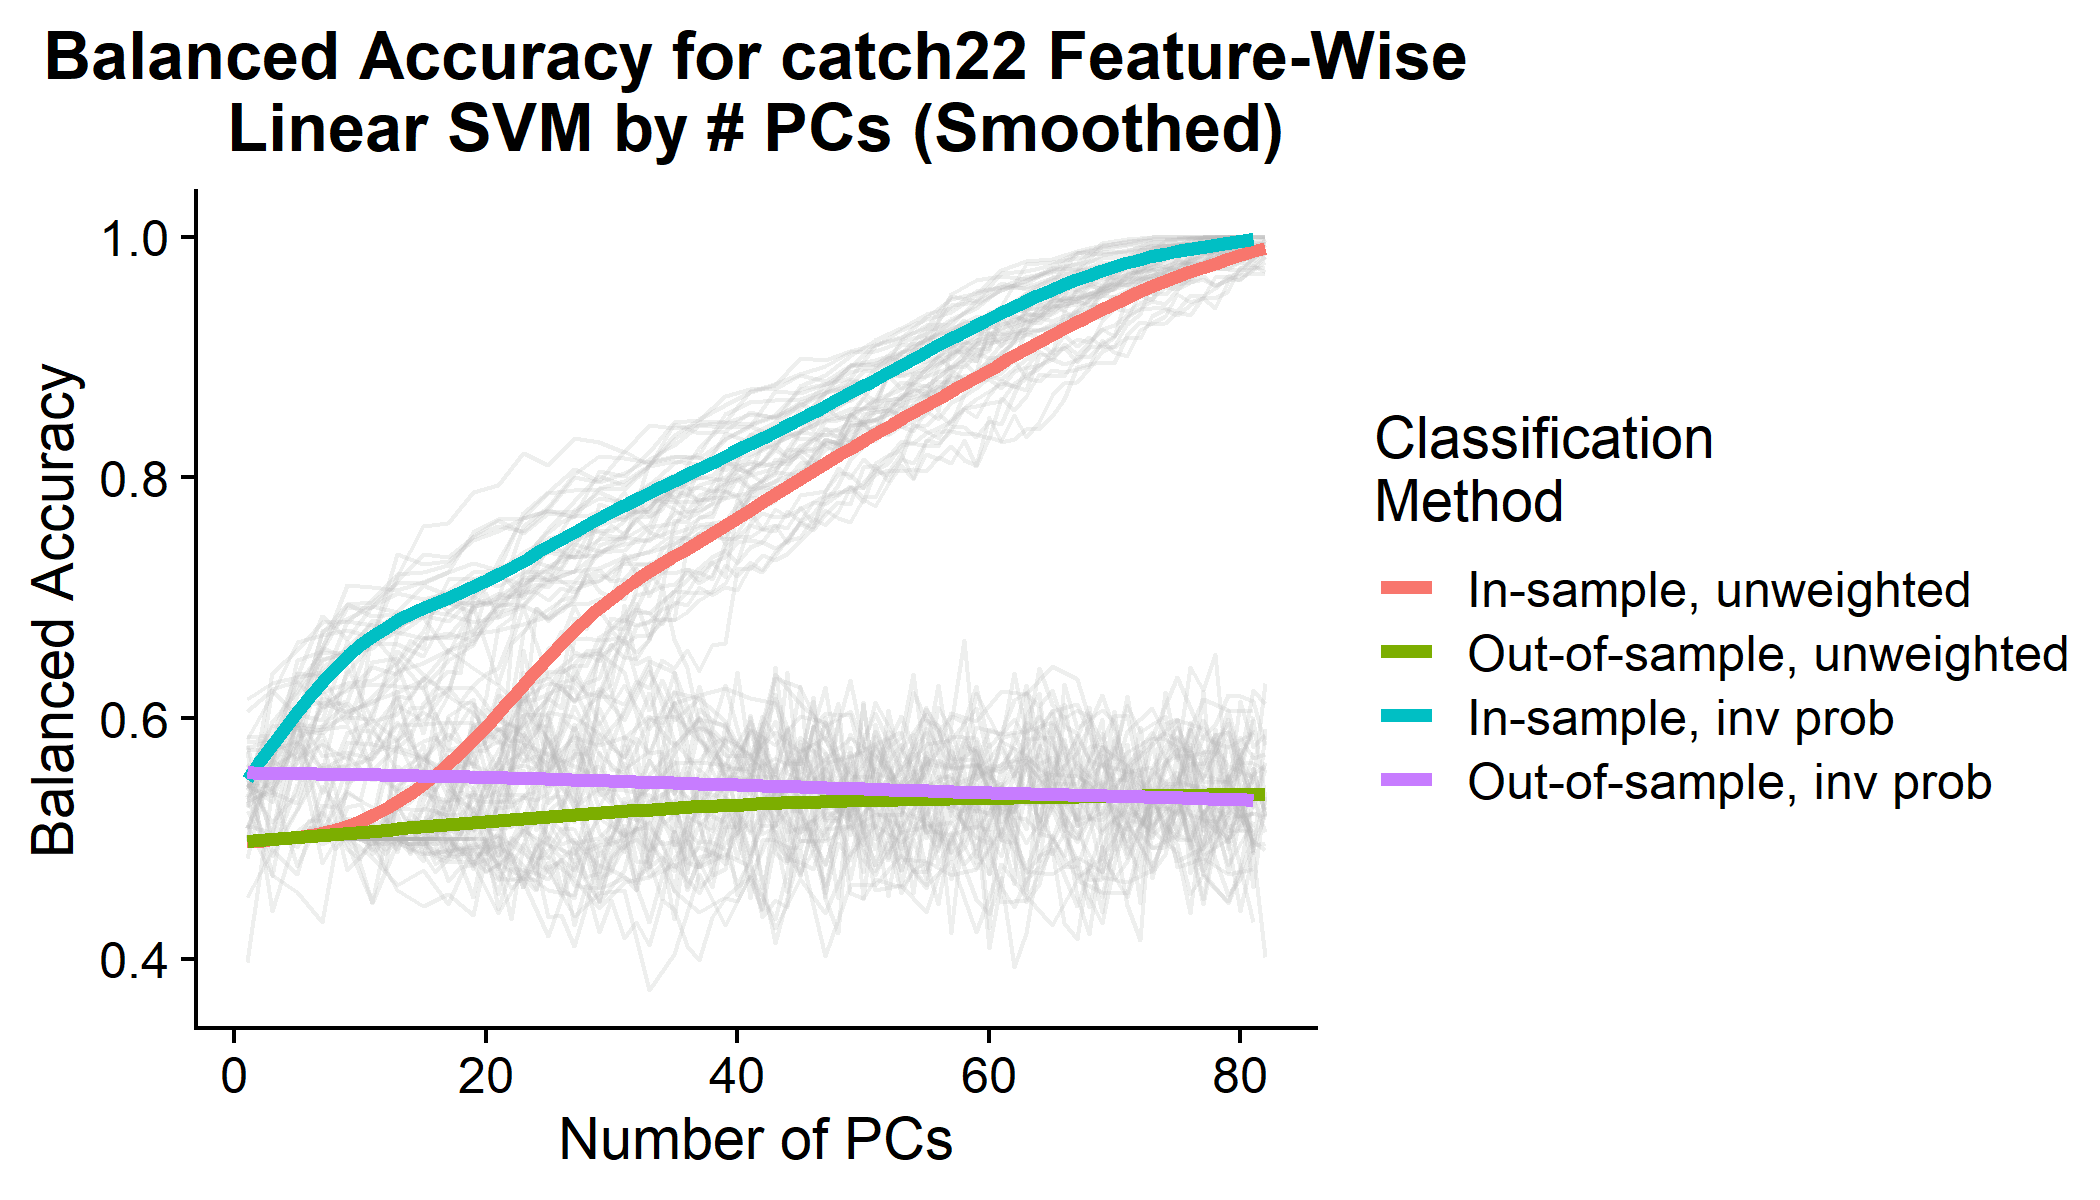 Balanced Accuracy for catch22 Feature-Wise
Linear SVM by # PCs (Smoothed)
Balanced Accuracy
1.0
0.8
0.6
0.4
0
20
40
60
80
Number of PCs
Classification
Method
In-sample, unweighted
Out-of-sample, unweighted
In-sample, inv prob
Out-of-sample, inv prob